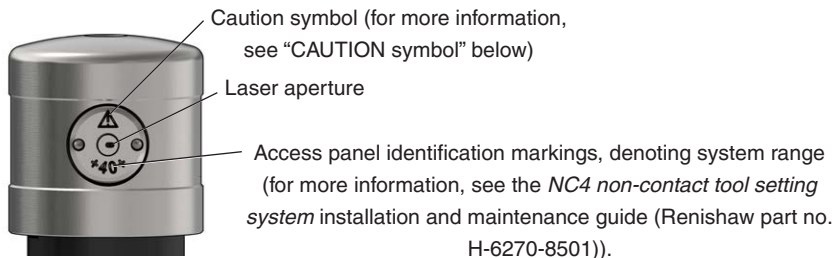 Caution symbol (for more information,
see “CAUTION symbol” below)
Laser aperture
Access panel identification markings, denoting system range
(for more information, see the NC4 non-contact tool setting
system installation and maintenance guide (Renishaw part no.
H-6270-8501)).